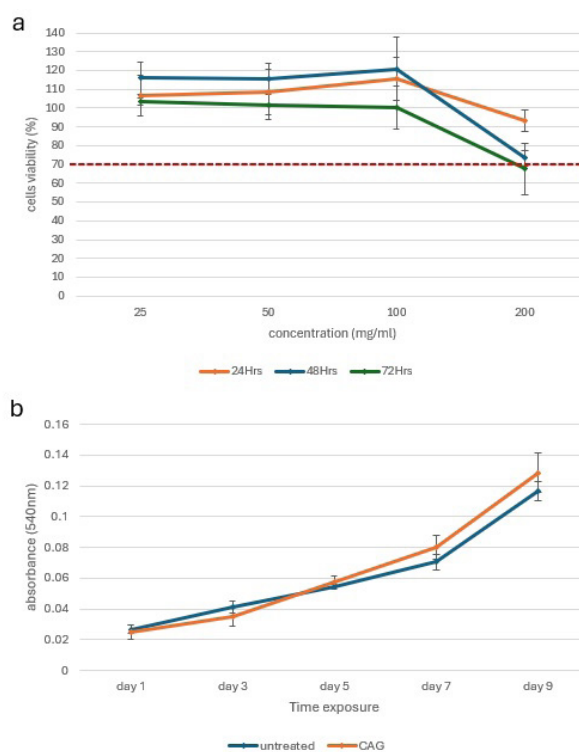 a
140
130
120
110
100
90
80
70
60
50
40
30
20
10
0
cells viability (%)
25 50 100 200
concentration (mg/ml)
24Hrs 48Hrs 72Hrs
b
0.16
0.14
0.12
0.1
0.08
0.06
0.04
0.02
0
absorbance (540nm)
day 1 day 3 day 5 day 7 day 9
Time exposure
untreated CAG